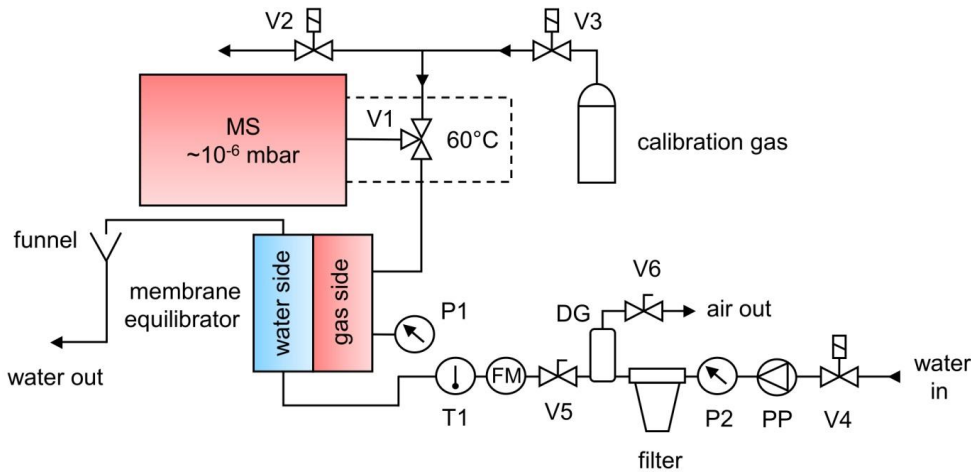 V2
V3
MS
~10⁻⁶ mbar
V1
60°C
calibration gas
funnel
membrane
equilibrator
water side
gas side
P1
V6
DG
air out
water out
FM
T1
V5
filter
P2
PP
V4
water
in